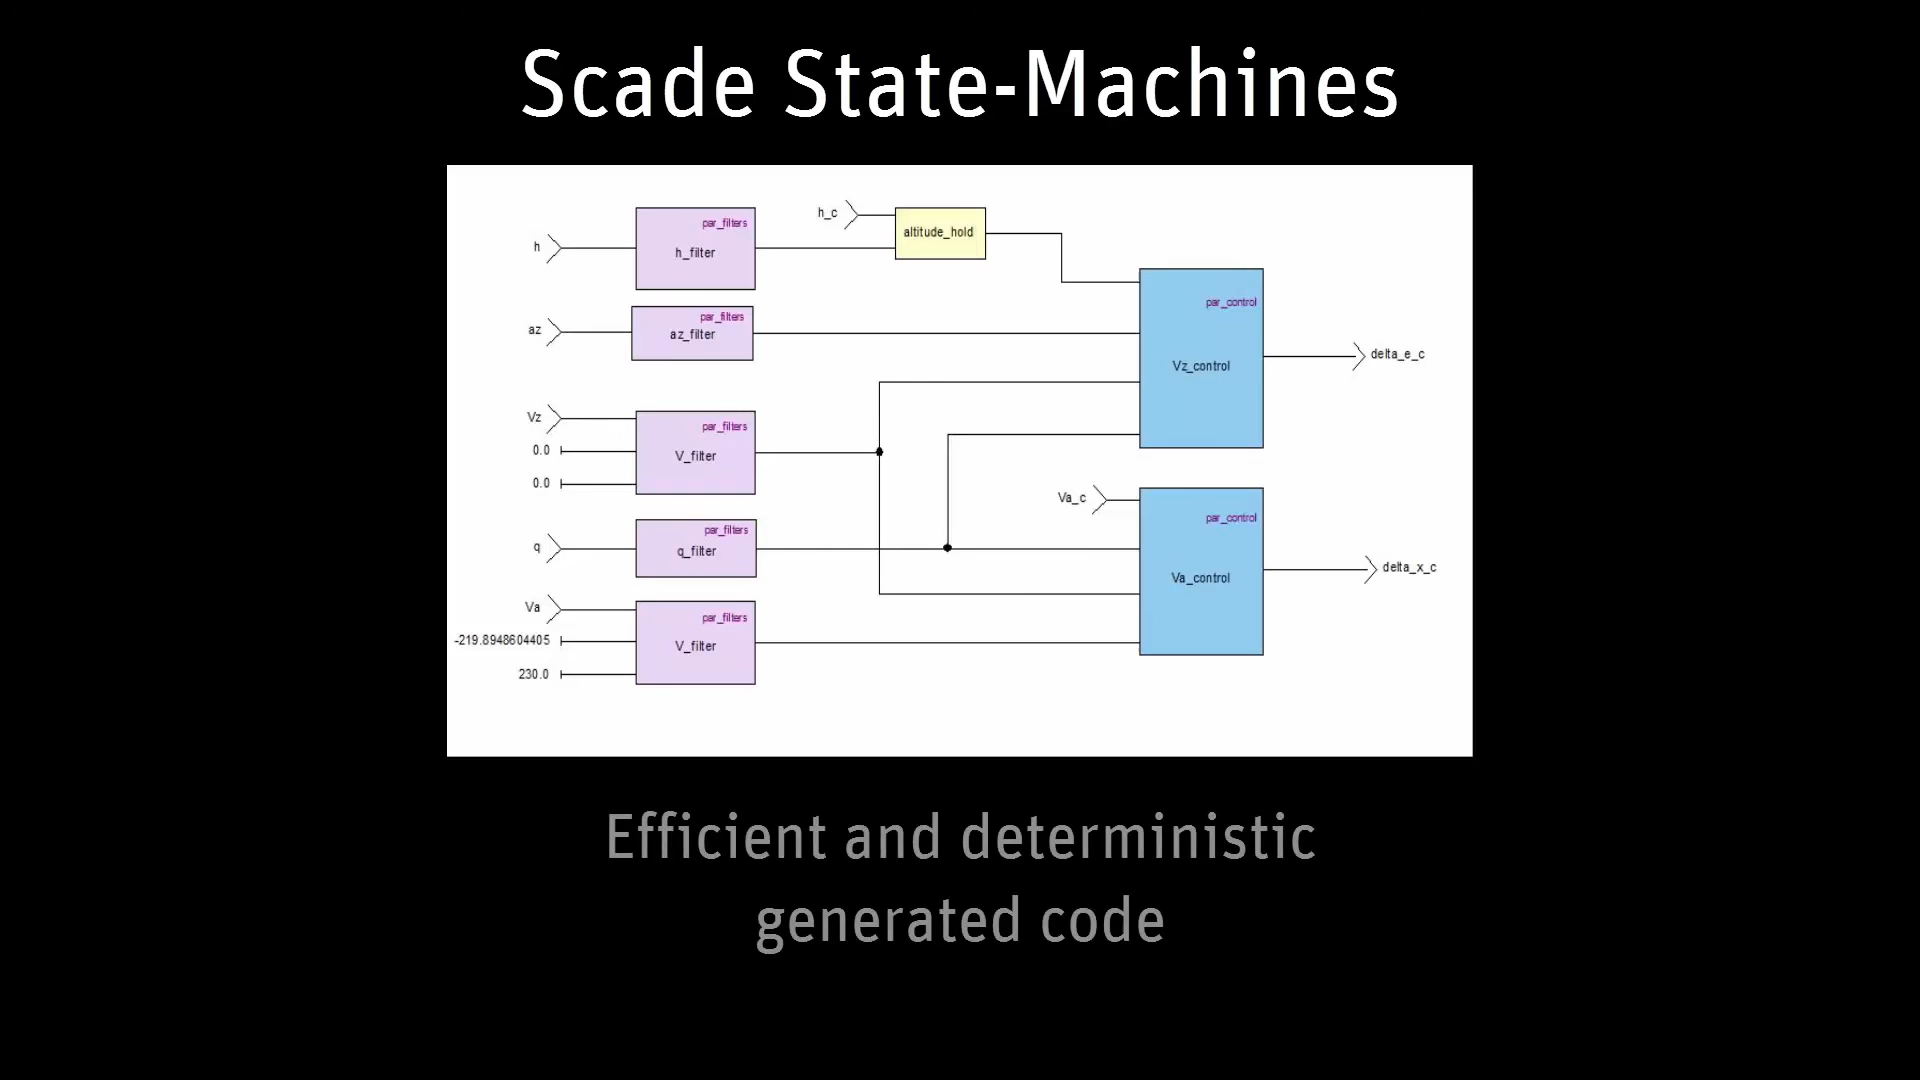 Scade State-Machines
h
par_filters
h_filter
h_c
altitude_hold
az
par_filters
az_filter
par_control
Vz_control
delta_e_c
Vz
0.0
0.0
par_filters
V_filter
q
par_filters
q_filter
Va_c
par_control
Va_control
delta_x_c
Va
-219.8948604405
230.0
par_filters
V_filter
Efficient and deterministic
generated code